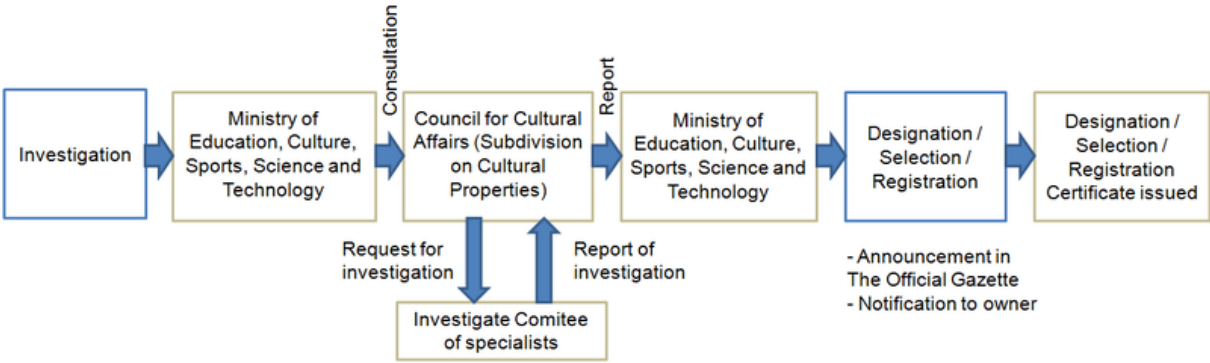 Investigation
Ministry of
Education, Culture,
Sports, Science and
Technology
Consultation
Council for Cultural
Affairs (Subdivision
on Cultural
Properties)
Report
Ministry of
Education, Culture,
Sports, Science and
Technology
Designation /
Selection /
Registration
Designation /
Selection /
Registration
Certificate issued
Request for
investigation
Report of
investigation
Investigate Comitee
of specialists
- Announcement in
The Official Gazette
- Notification to owner